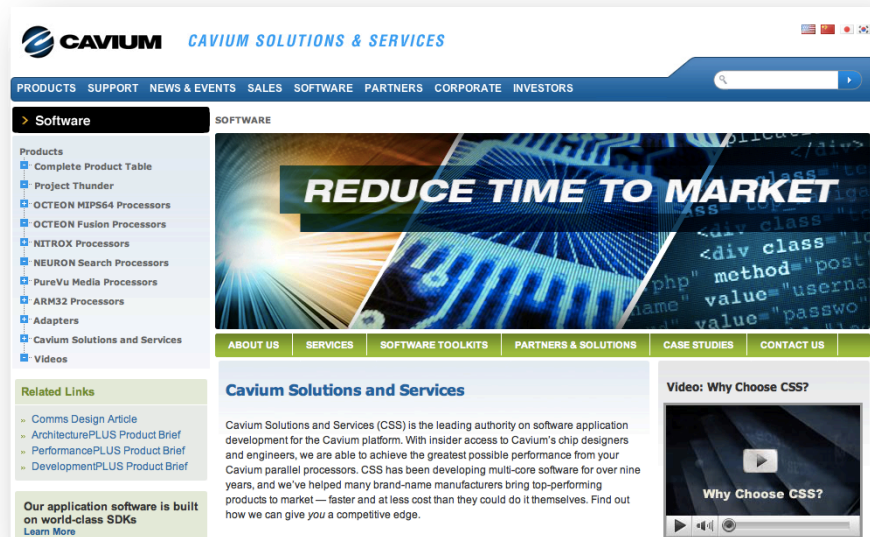 CAVIUM
CAVIUM SOLUTIONS & SERVICES
PRODUCTS SUPPORT NEWS & EVENTS SALES SOFTWARE PARTNERS CORPORATE INVESTORS
> Software
SOFTWARE
Products
Complete Product Table
Project Thunder
OCTEON MIPS64 Processors
OCTEON Fusion Processors
NITROX Processors
NEURON Search Processors
PureVu Media Processors
ARM32 Processors
Adapters
Cavium Solutions and Services
Videos
Related Links
» Comms Design Article
» ArchitecturePLUS Product Brief
» PerformancePLUS Product Brief
» DevelopmentPLUS Product Brief
Our application software is built
on world-class SDKs
Learn More
REDUCE TIME TO MARKET
</div>
class=
<div class=
<div class=
method="post
value="userna
name"
value="passwo
ABOUT US SERVICES SOFTWARE TOOLKITS PARTNERS & SOLUTIONS CASE STUDIES CONTACT US
Cavium Solutions and Services
Cavium Solutions and Services (CSS) is the leading authority on software application
development for the Cavium platform. With insider access to Cavium's chip designers
and engineers, we are able to achieve the greatest possible performance from your
Cavium parallel processors. CSS has been developing multi-core software for over nine
years, and we've helped many brand-name manufacturers bring top-performing
products to market — faster and at less cost than they could do it themselves. Find out
how we can give you a competitive edge.
Video: Why Choose CSS?
Why Choose CSS?